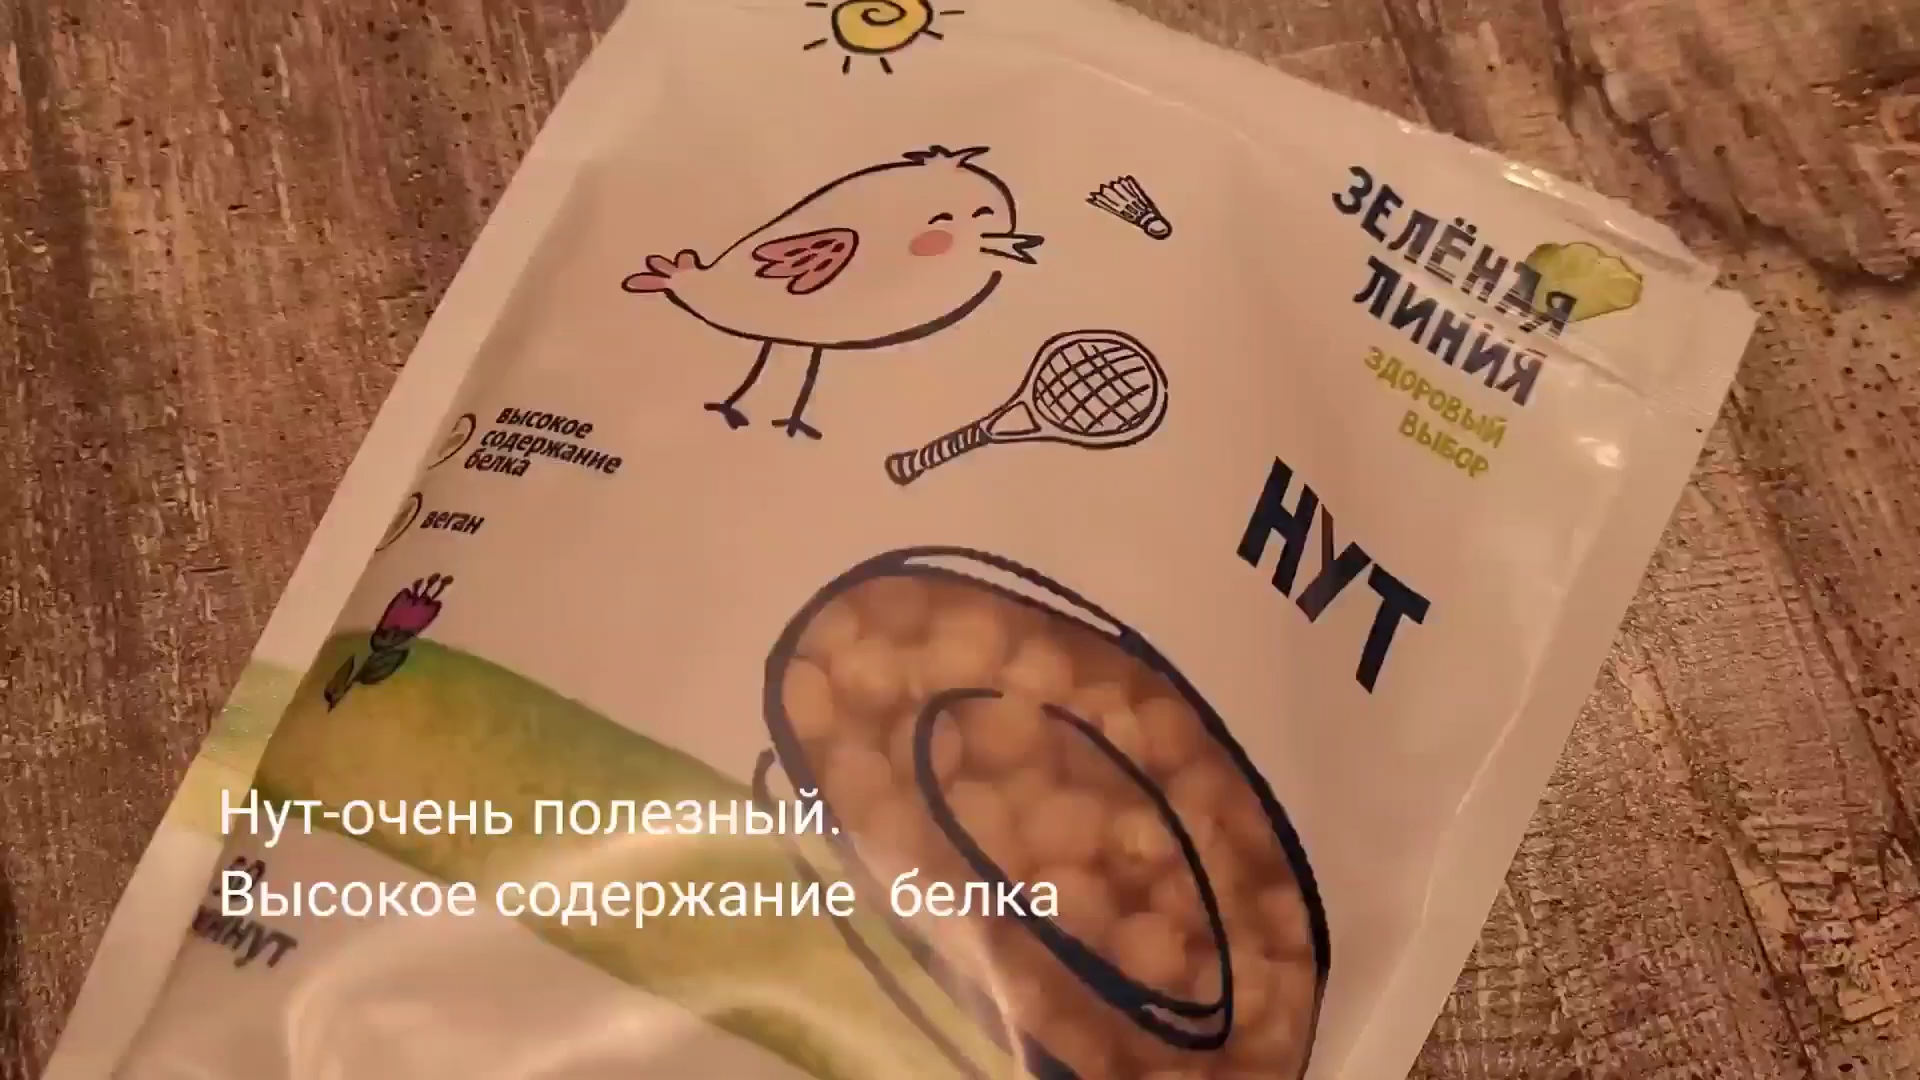 ЗЕЛЁНАЯ
ЛИНИЯ
ЗДОРОВЫЙ
ВЫБОР
НУТ
высокое
содержание
белка
веган
Нут-очень полезный.
Высокое содержание  белка